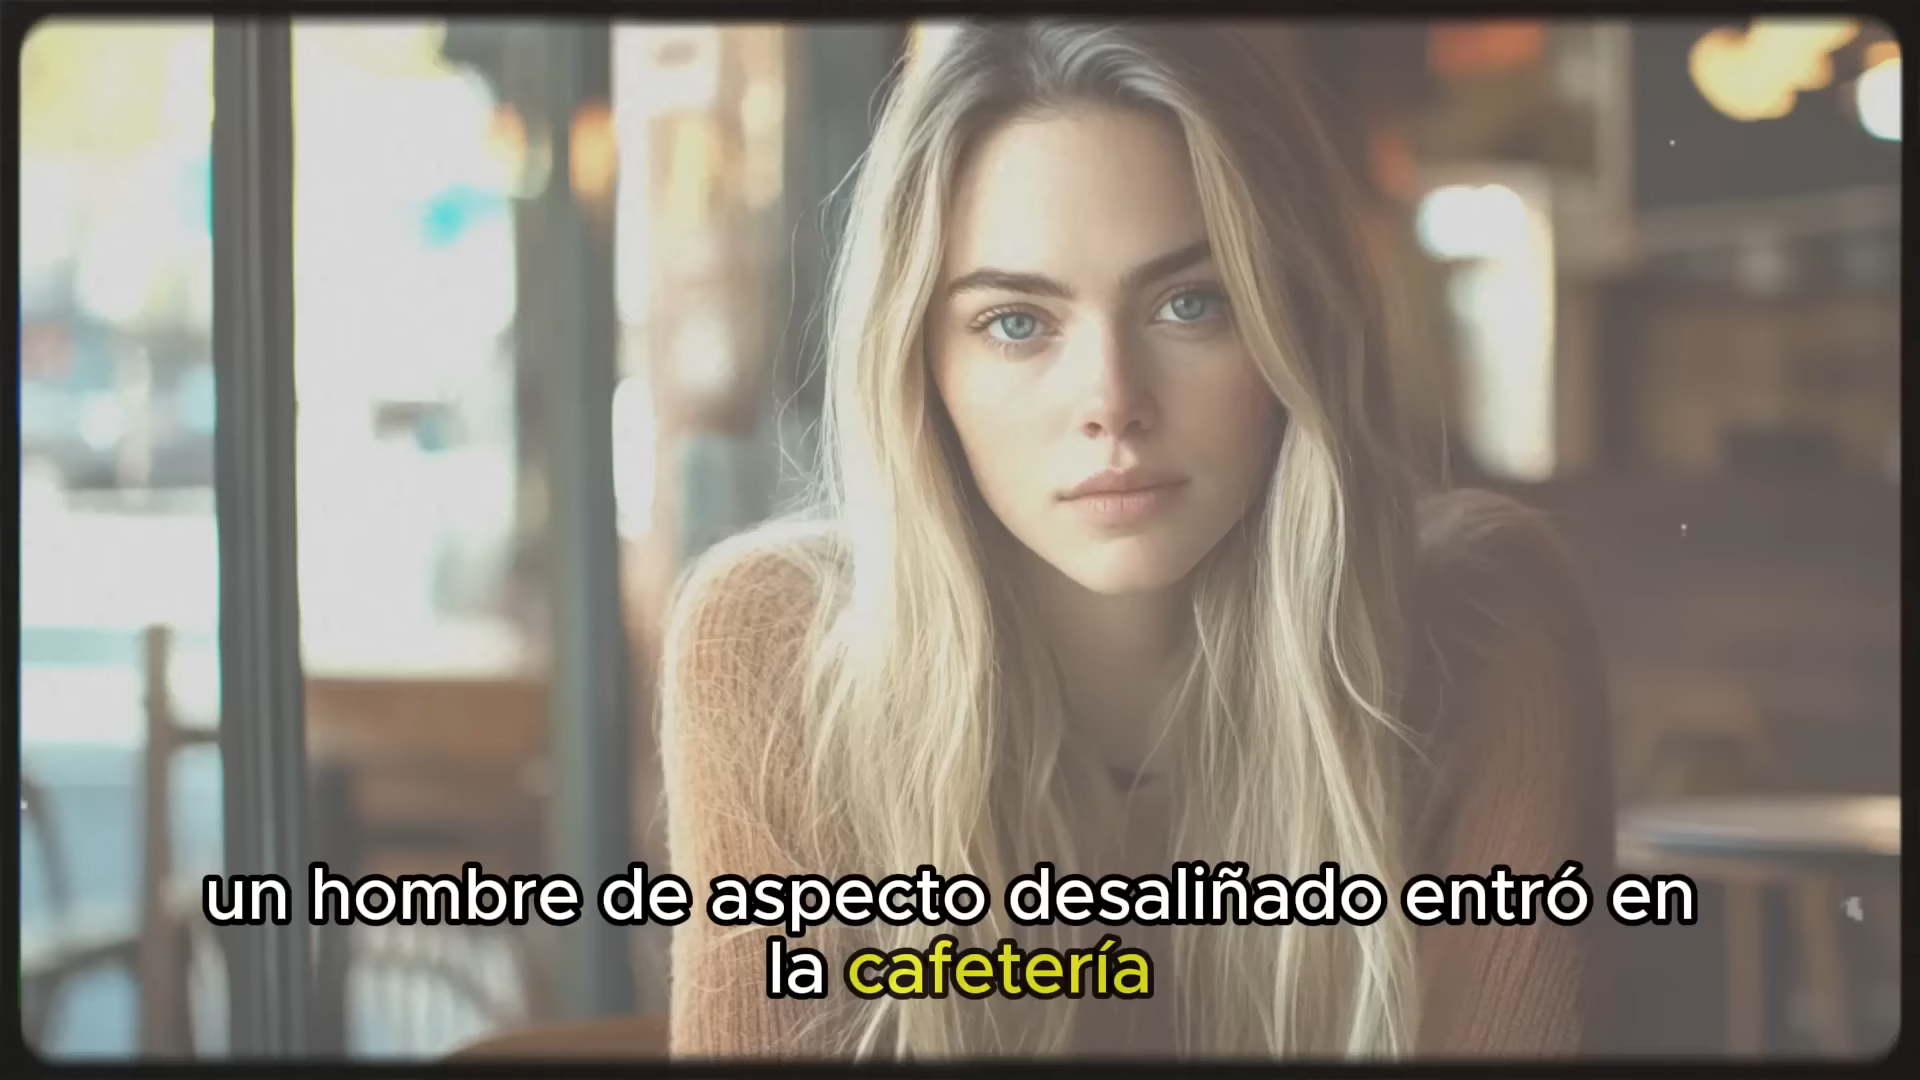 un hombre de aspecto desaliñado entró en
la cafetería